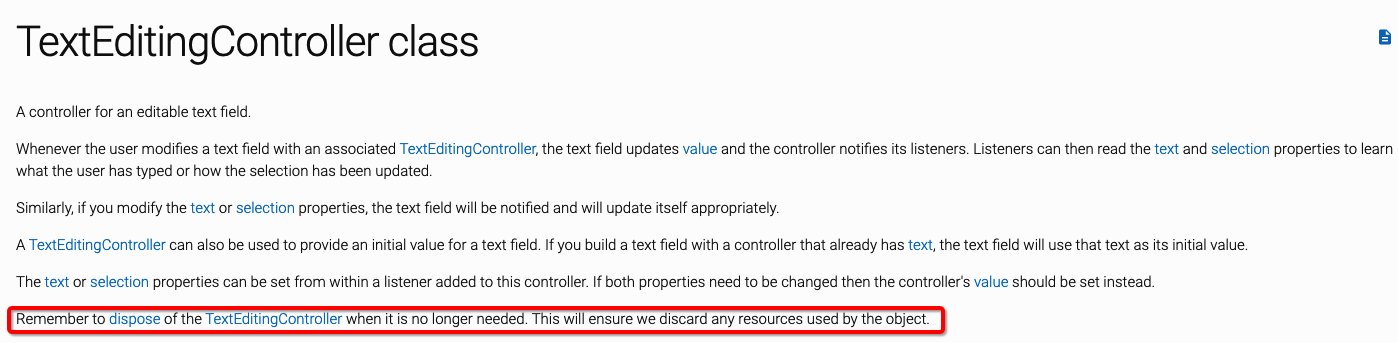 TextEditingController class
A controller for an editable text field.
Whenever the user modifies a text field with an associated TextEditingController, the text field updates value and the controller notifies its listeners. Listeners can then read the text and selection properties to learn
what the user has typed or how the selection has been updated.
Similarly, if you modify the text or selection properties, the text field will be notified and will update itself appropriately.
A TextEditingController can also be used to provide an initial value for a text field. If you build a text field with a controller that already has text, the text field will use that text as its initial value.
The text or selection properties can be set from within a listener added to this controller. If both properties need to be changed then the controller's value should be set instead.
Remember to dispose of the TextEditingController when it is no longer needed. This will ensure we discard any resources used by the object.